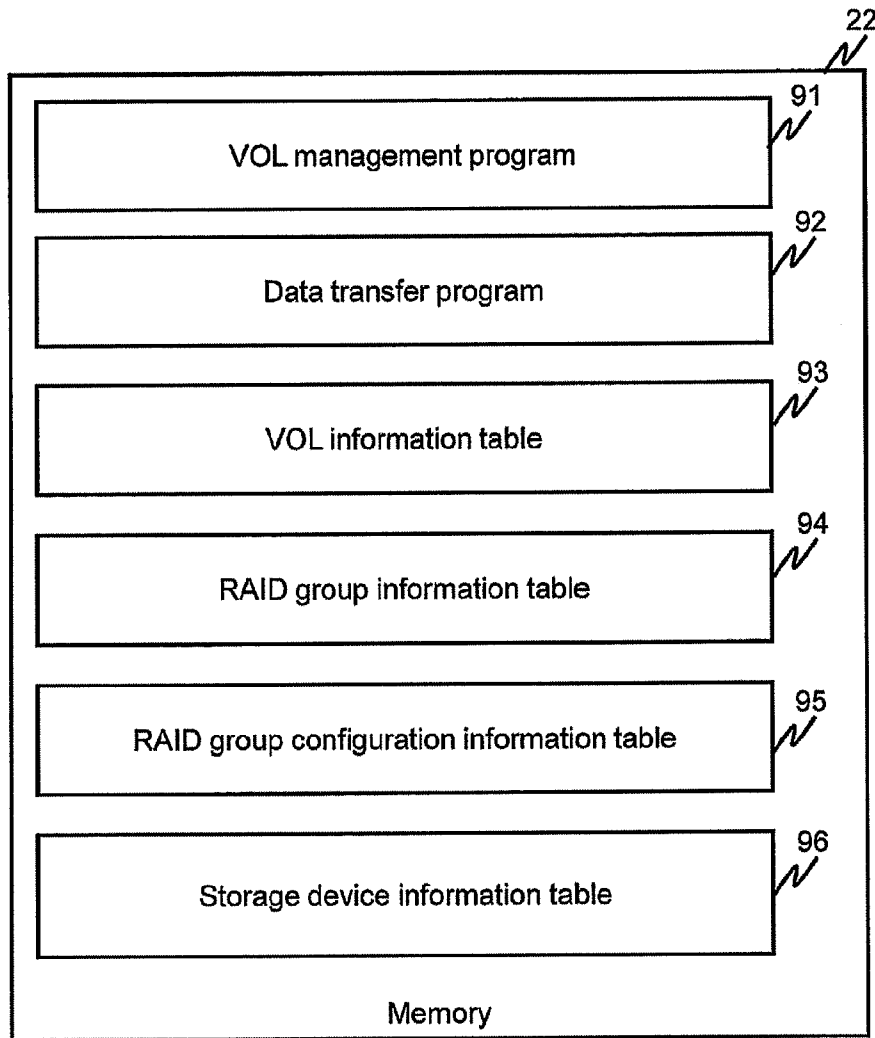 22
91
VOL management program
92
Data transfer program
93
VOL information table
94
RAID group information table
95
RAID group configuration information table
96
Storage device information table
Memory